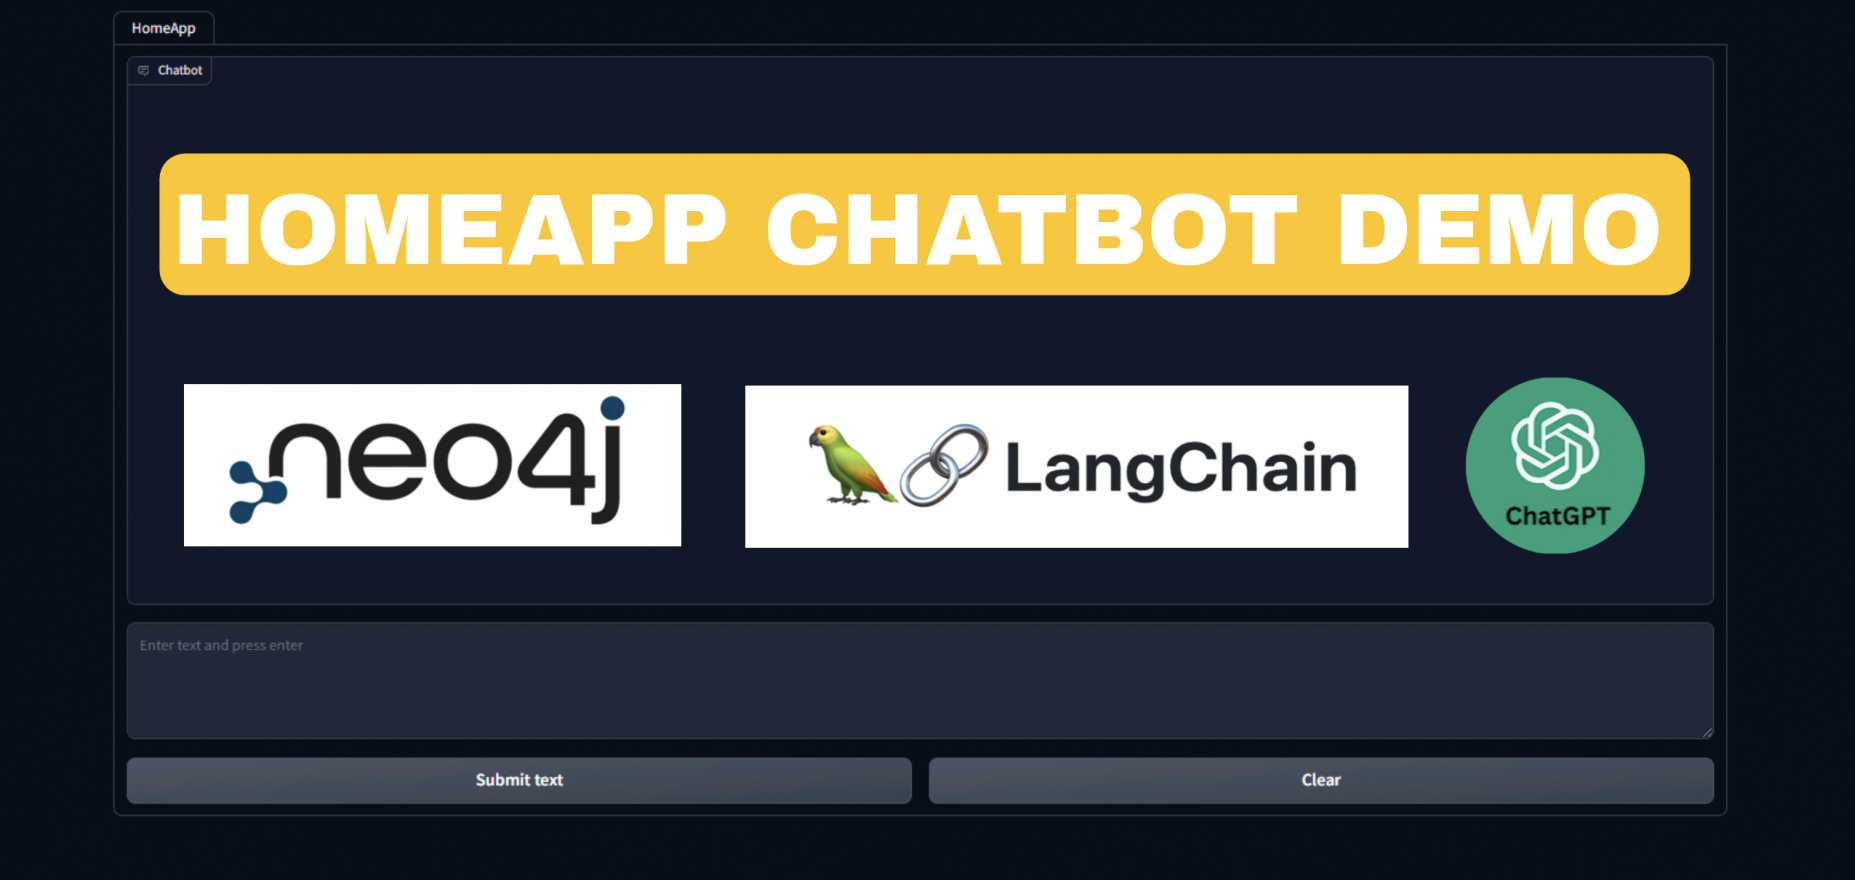 HomeApp
Chatbot
HOMEAPP CHATBOT DEMO
neo4j
LangChain
ChatGPT
Enter text and press enter
Submit text
Clear